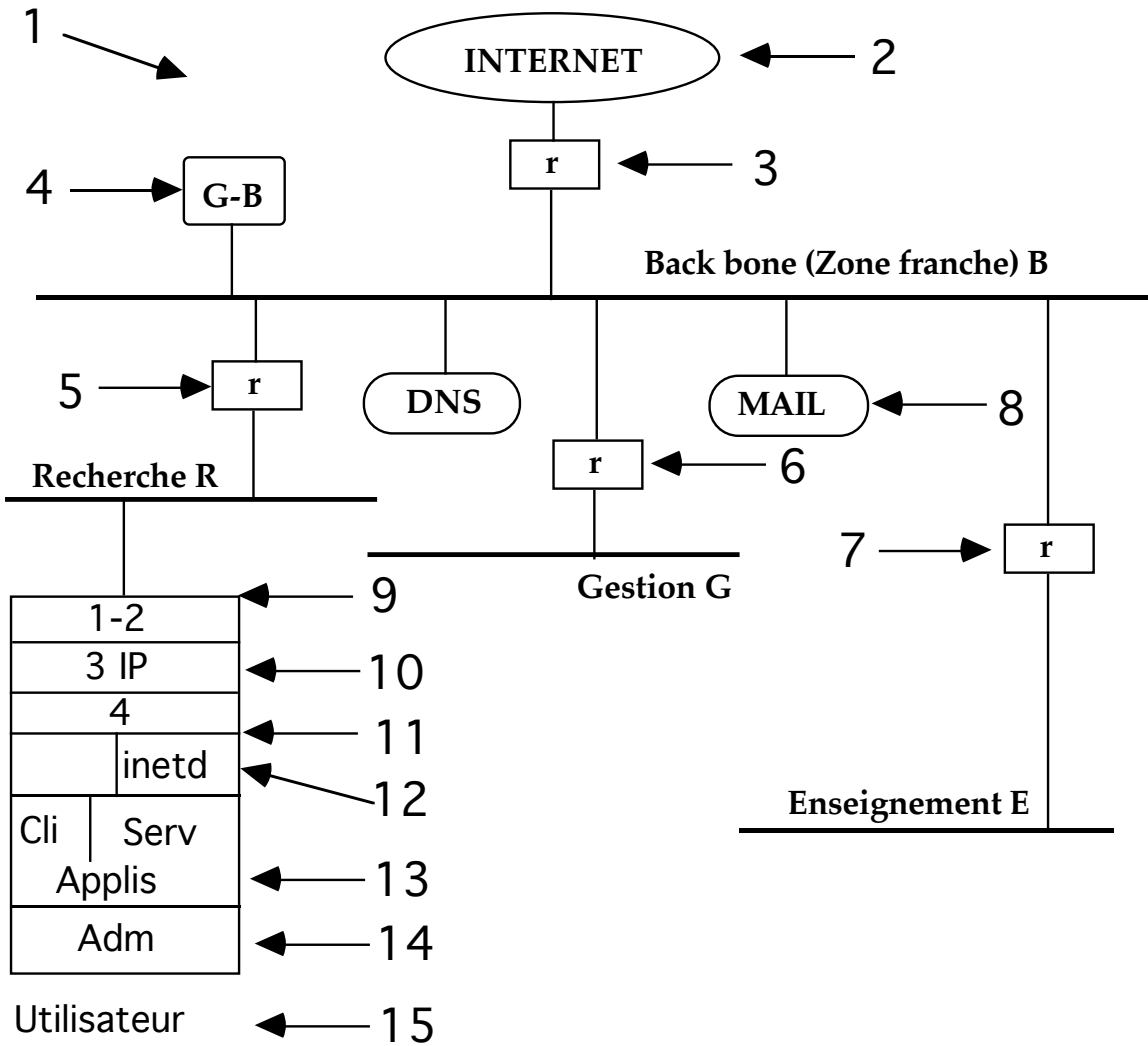 1
INTERNET
2
r
3
4
G-B
Back bone (Zone franche) B
5
r
DNS
MAIL
8
r
6
Recherche R
7
r
Gestion G
9
1-2
3 IP
10
4
11
inetd
12
Enseignement E
Cli
Serv
Applis
13
Adm
14
Utilisateur
15